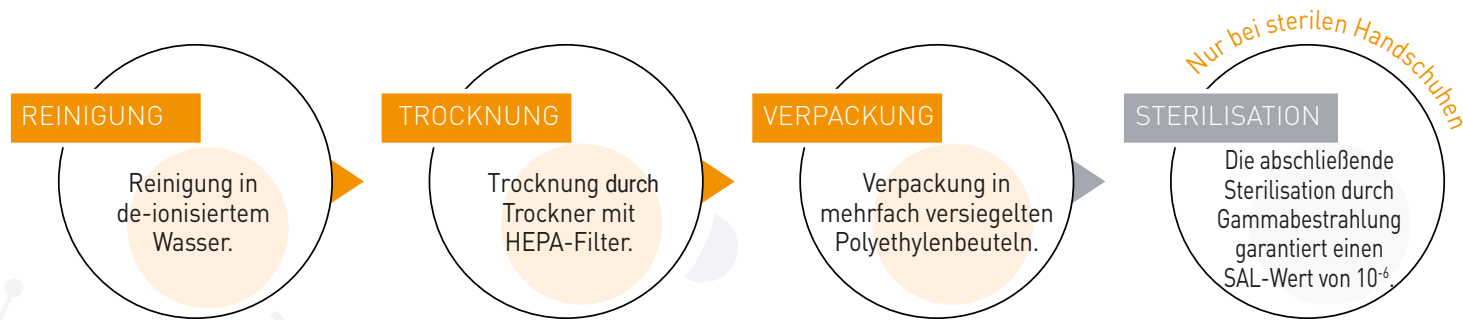 REINIGUNG
Reinigung in
de-ionisiertem
Wasser.
TROCKNUNG
Trocknung durch
Trockner mit
HEPA-Filter.
VERPACKUNG
Verpackung in
mehrfach versiegelten
Polyethylenbeuteln.
Nur bei sterilen Handschuhen
STERILISATION
Die abschließende
Sterilisation durch
Gammabestrahlung
garantiert einen
SAL-Wert von 10⁻⁶.